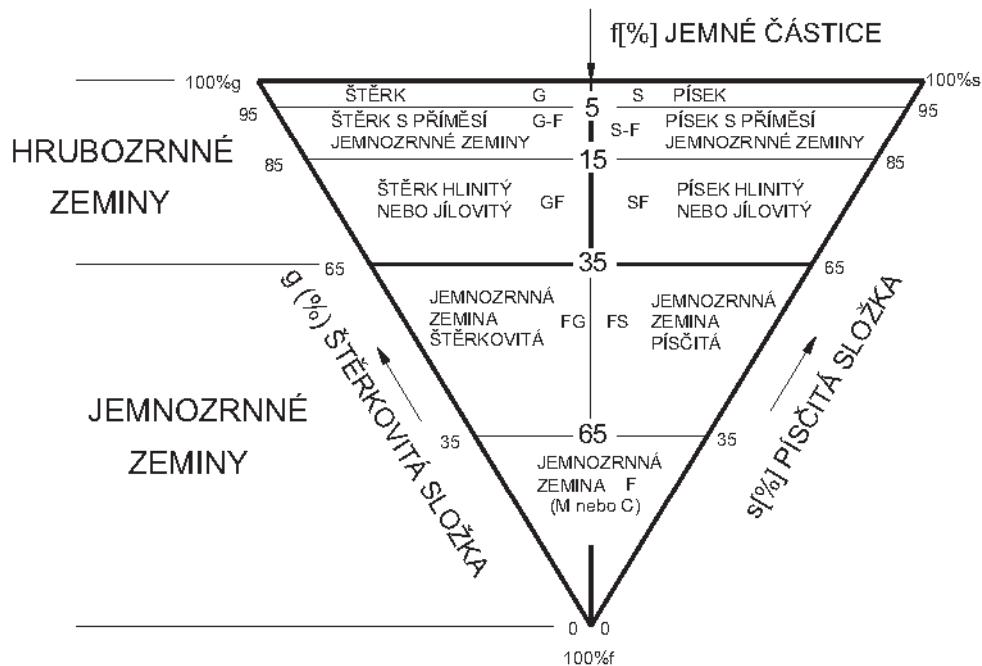 f[%] JEMNÉ ČÁSTICE
100%g
100%s
ŠTĚRK G
S PÍSEK
5
95
95
ŠTĚRK S PŘÍMĚSÍ G-F
JEMNOZRNNÉ ZEMINY
S-F PÍSEK S PŘÍMĚSÍ
JEMNOZRNNÉ ZEMINY
HRUBOZRNNÉ
ZEMINY
85
15
85
ŠTĚRK HLINITÝ
NEBO JÍLOVITÝ
GF
SF
PÍSEK HLINITÝ
NEBO JÍLOVITÝ
65
35
65
g (%) ŠTĚRKOVITÁ SLOŽKA
JEMNOZRNNÁ
ZEMINA
ŠTĚRKOVITÁ
FG
FS
JEMNOZRNNÁ
ZEMINA
PÍSČITÁ
s[%] PÍSČITÁ SLOŽKA
JEMNOZRNNÉ
ZEMINY
35
65
35
JEMNOZRNNÁ
ZEMINA F
(M nebo C)
0
0
100%f